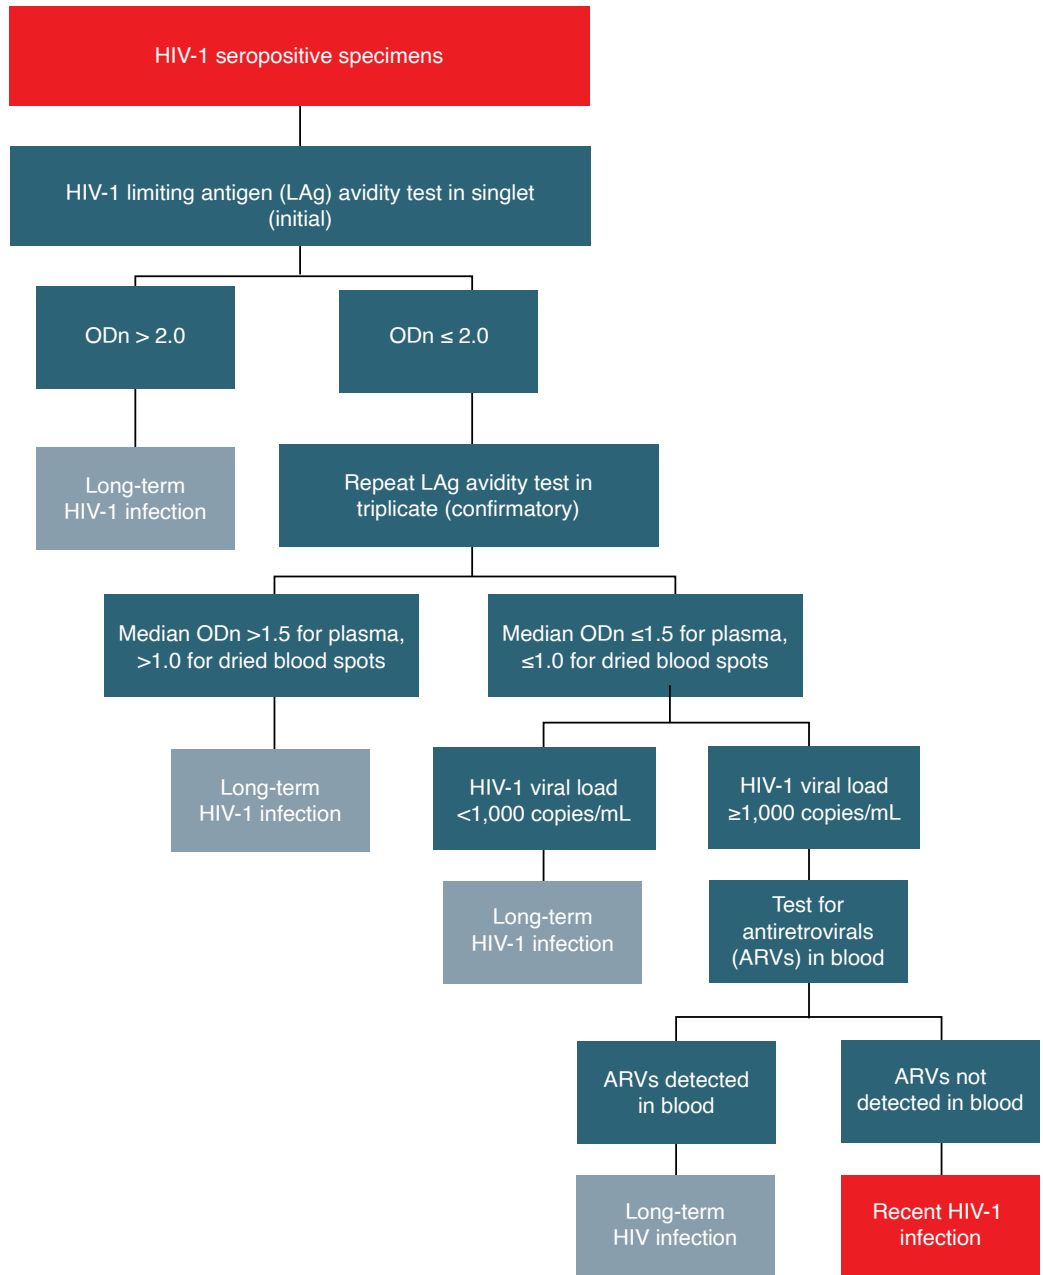 HIV-1 seropositive specimens
HIV-1 limiting antigen (LAg) avidity test in singlet
(initial)
ODn > 2.0
ODn ≤ 2.0
Long-term
HIV-1 infection
Repeat LAg avidity test in
triplicate (confirmatory)
Median ODn >1.5 for plasma,
>1.0 for dried blood spots
Median ODn ≤1.5 for plasma,
≤1.0 for dried blood spots
Long-term
HIV-1 infection
HIV-1 viral load
<1,000 copies/mL
HIV-1 viral load
≥1,000 copies/mL
Long-term
HIV-1 infection
Test for
antiretrovirals
(ARVs) in blood
ARVs detected
in blood
ARVs not
detected in blood
Long-term
HIV infection
Recent HIV-1
infection